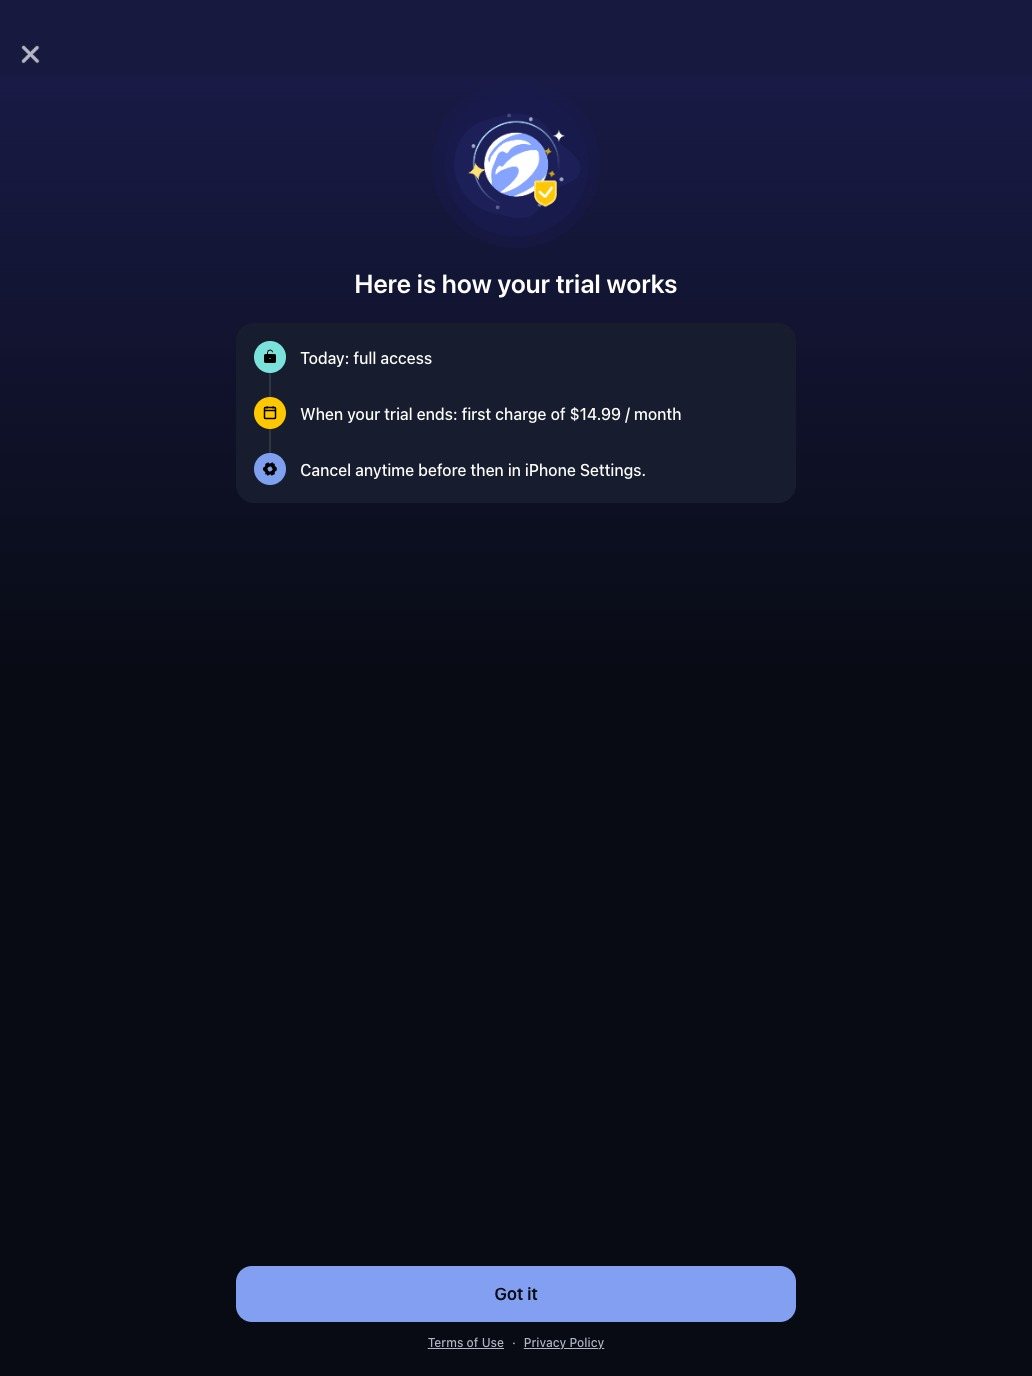 Here is how your trial works
Today: full access
When your trial ends: first charge of $14.99 / month
Cancel anytime before then in iPhone Settings.
Got it
Terms of Use · Privacy Policy